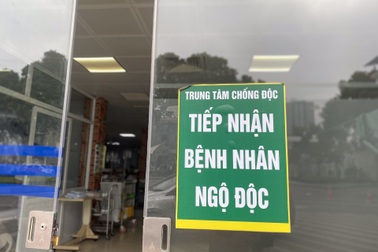 TRUNG TÂM CHỐNG ĐỘC
TIẾP NHẬN
BỆNH NHÂN
NGỘ ĐỘC